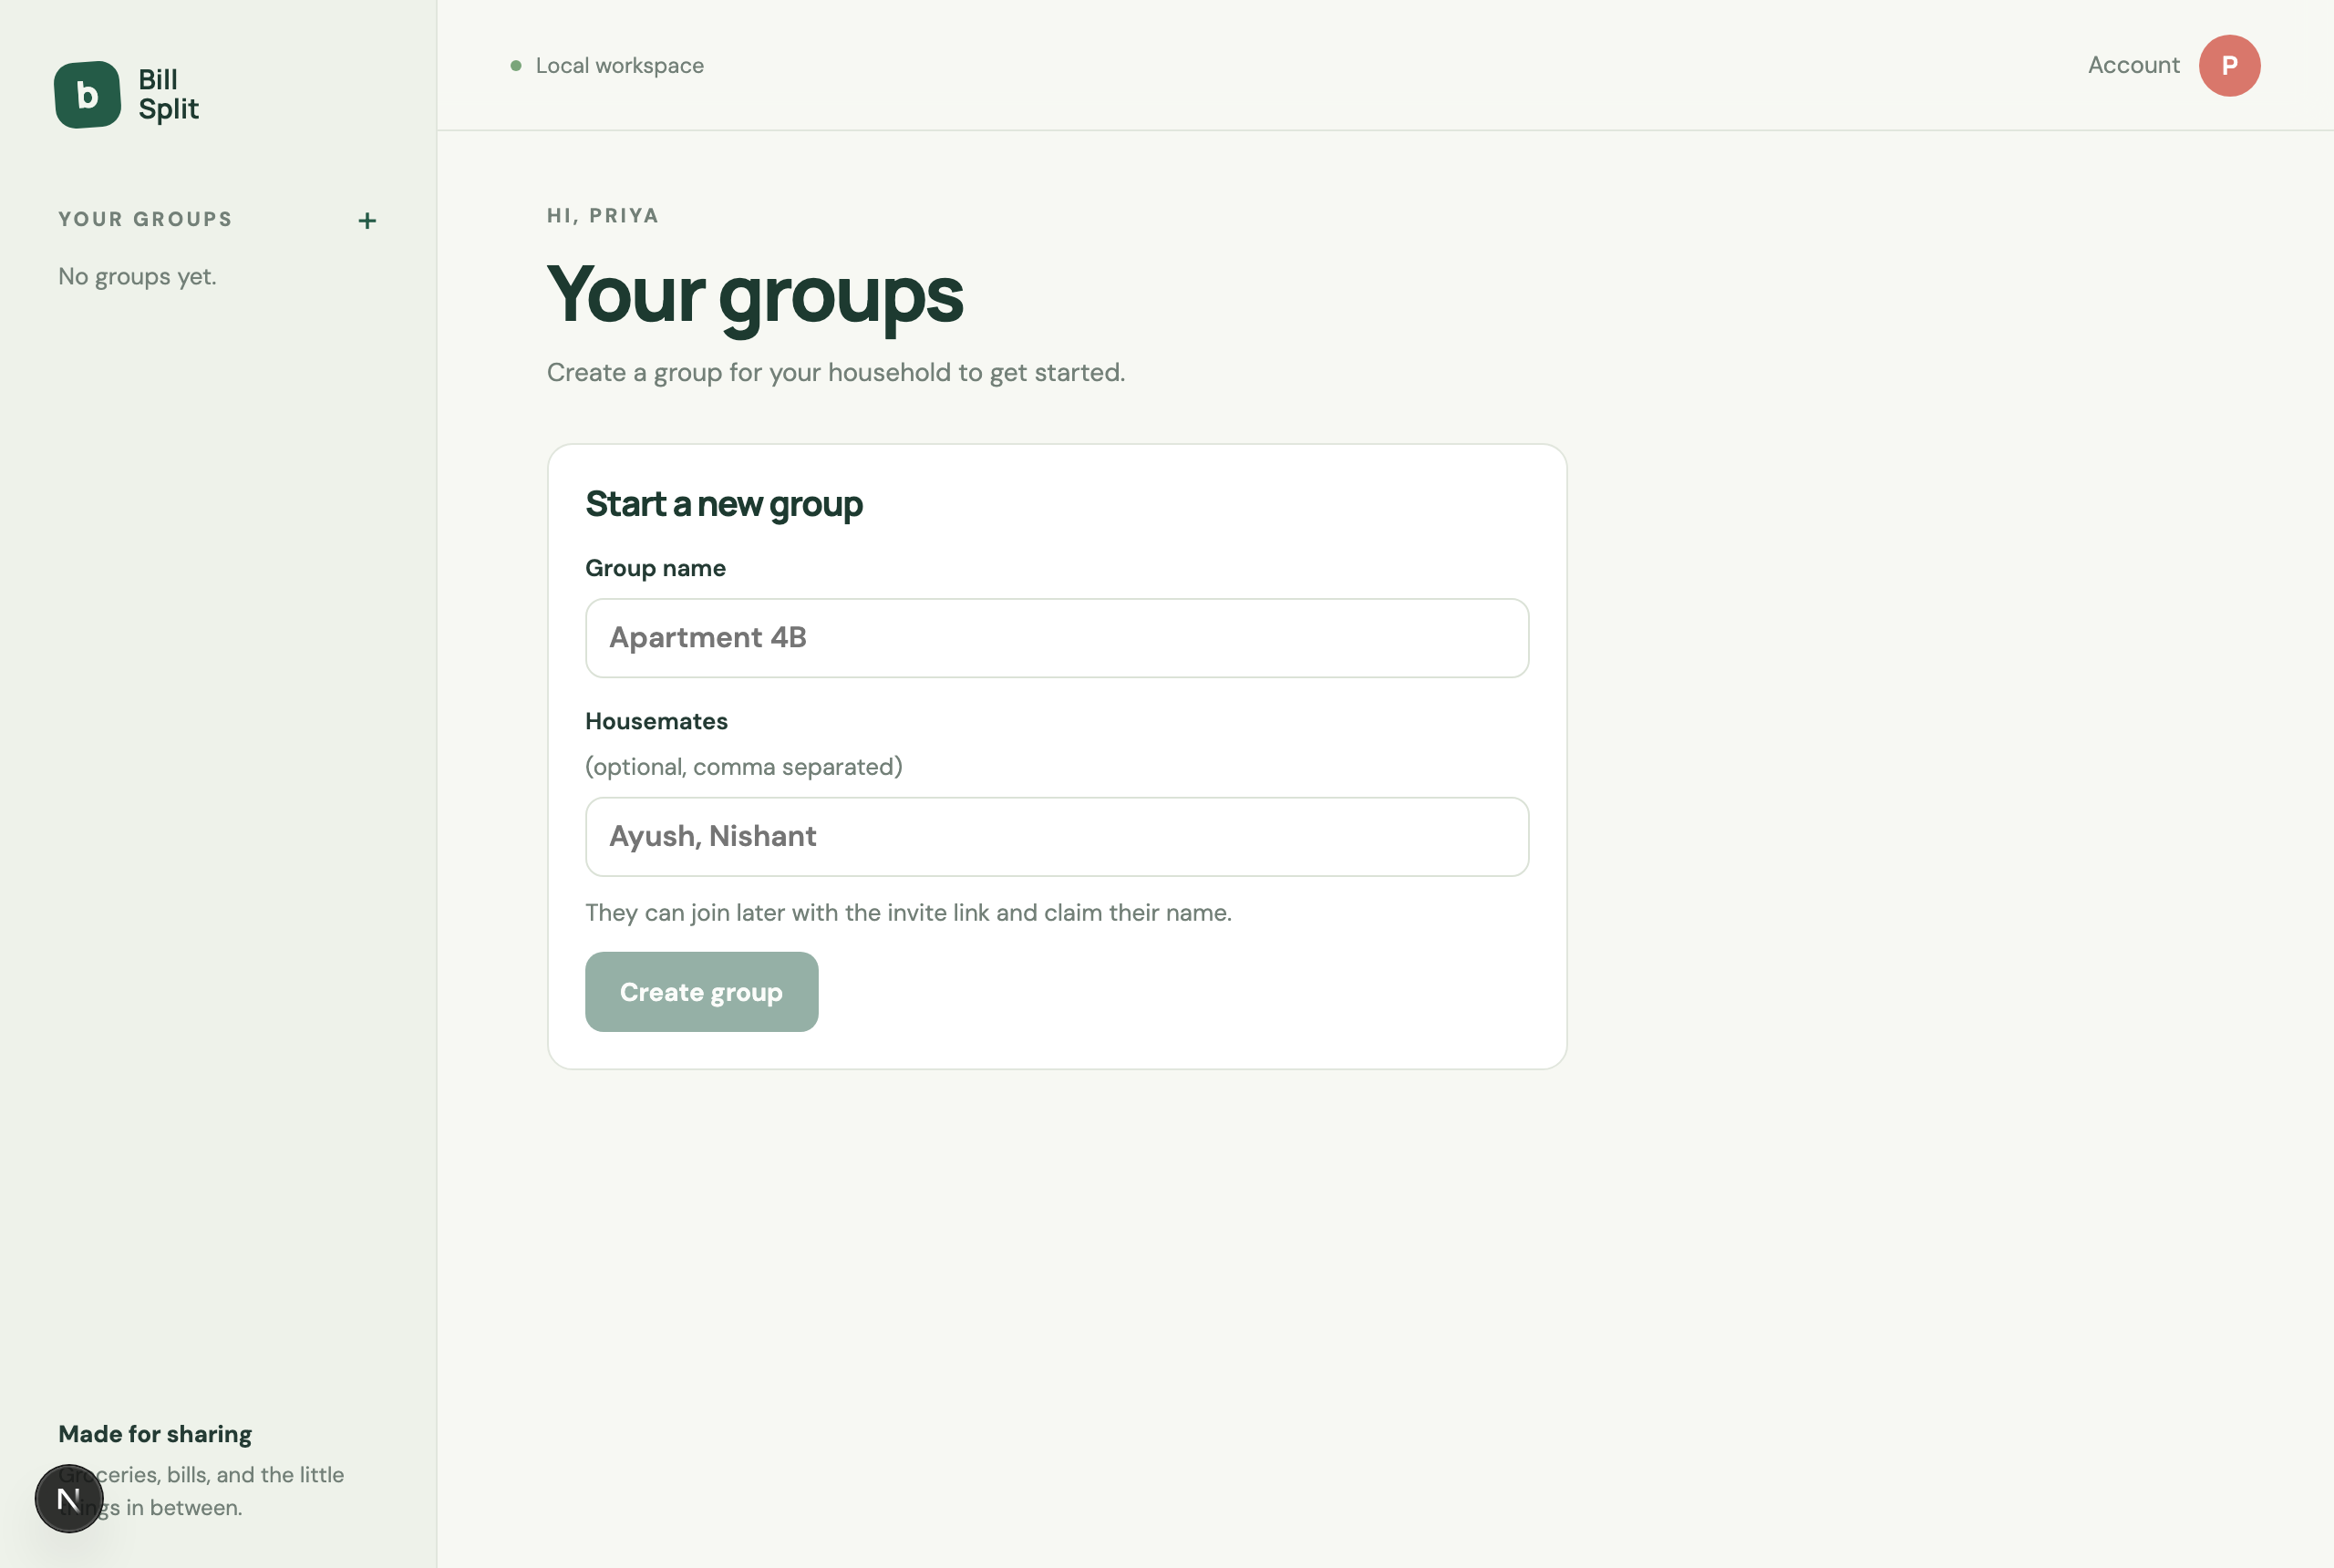 b
Bill
Split
YOUR GROUPS +
No groups yet.
Made for sharing
Groceries, bills, and the little
things in between.
N
Local workspace
Account P
HI, PRIYA
Your groups
Create a group for your household to get started.
Start a new group
Group name
Apartment 4B
Housemates
(optional, comma separated)
Ayush, Nishant
They can join later with the invite link and claim their name.
Create group